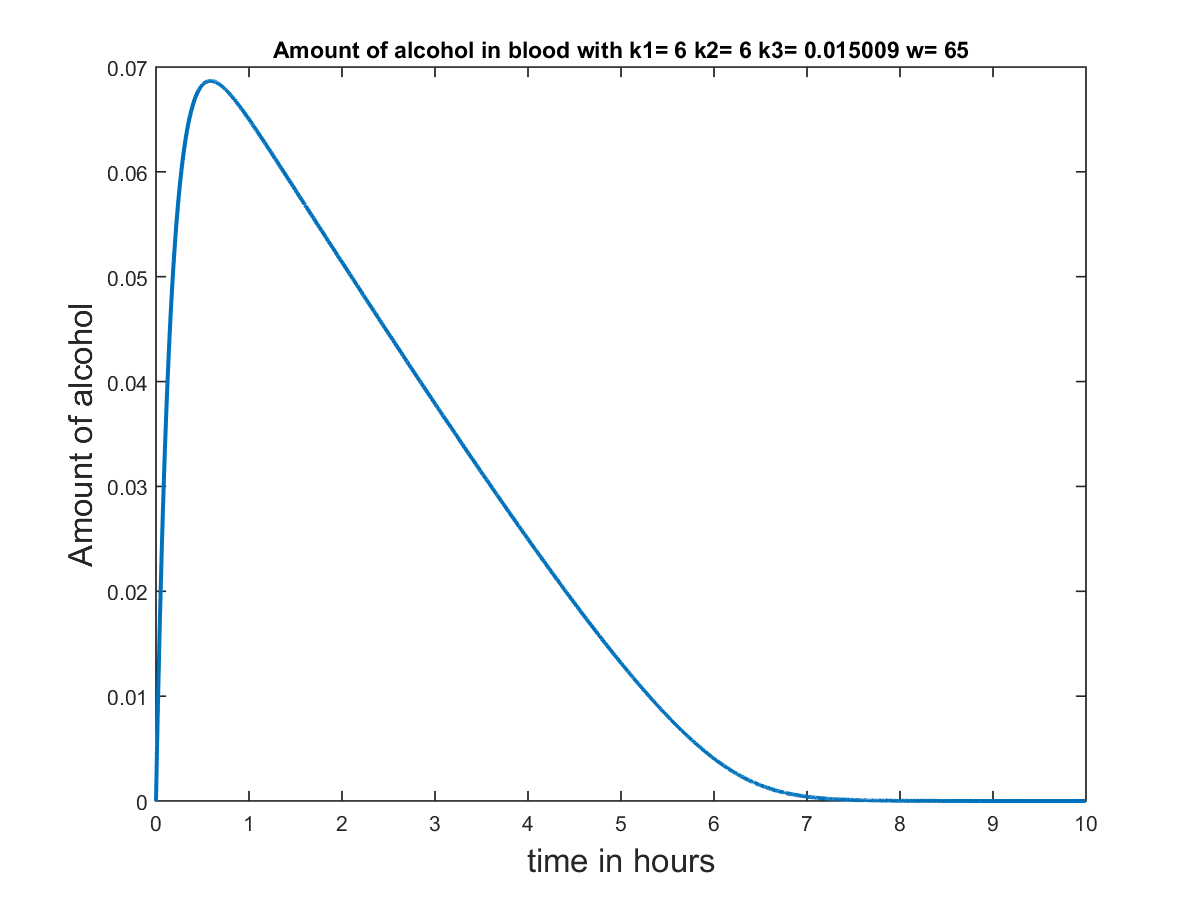 Amount of alcohol in blood with k1= 6 k2= 6 k3= 0.015009 w= 65
0.07
0.06
0.05
0.04
0.03
0.02
0.01
0
Amount of alcohol
0 1 2 3 4 5 6 7 8 9 10
time in hours